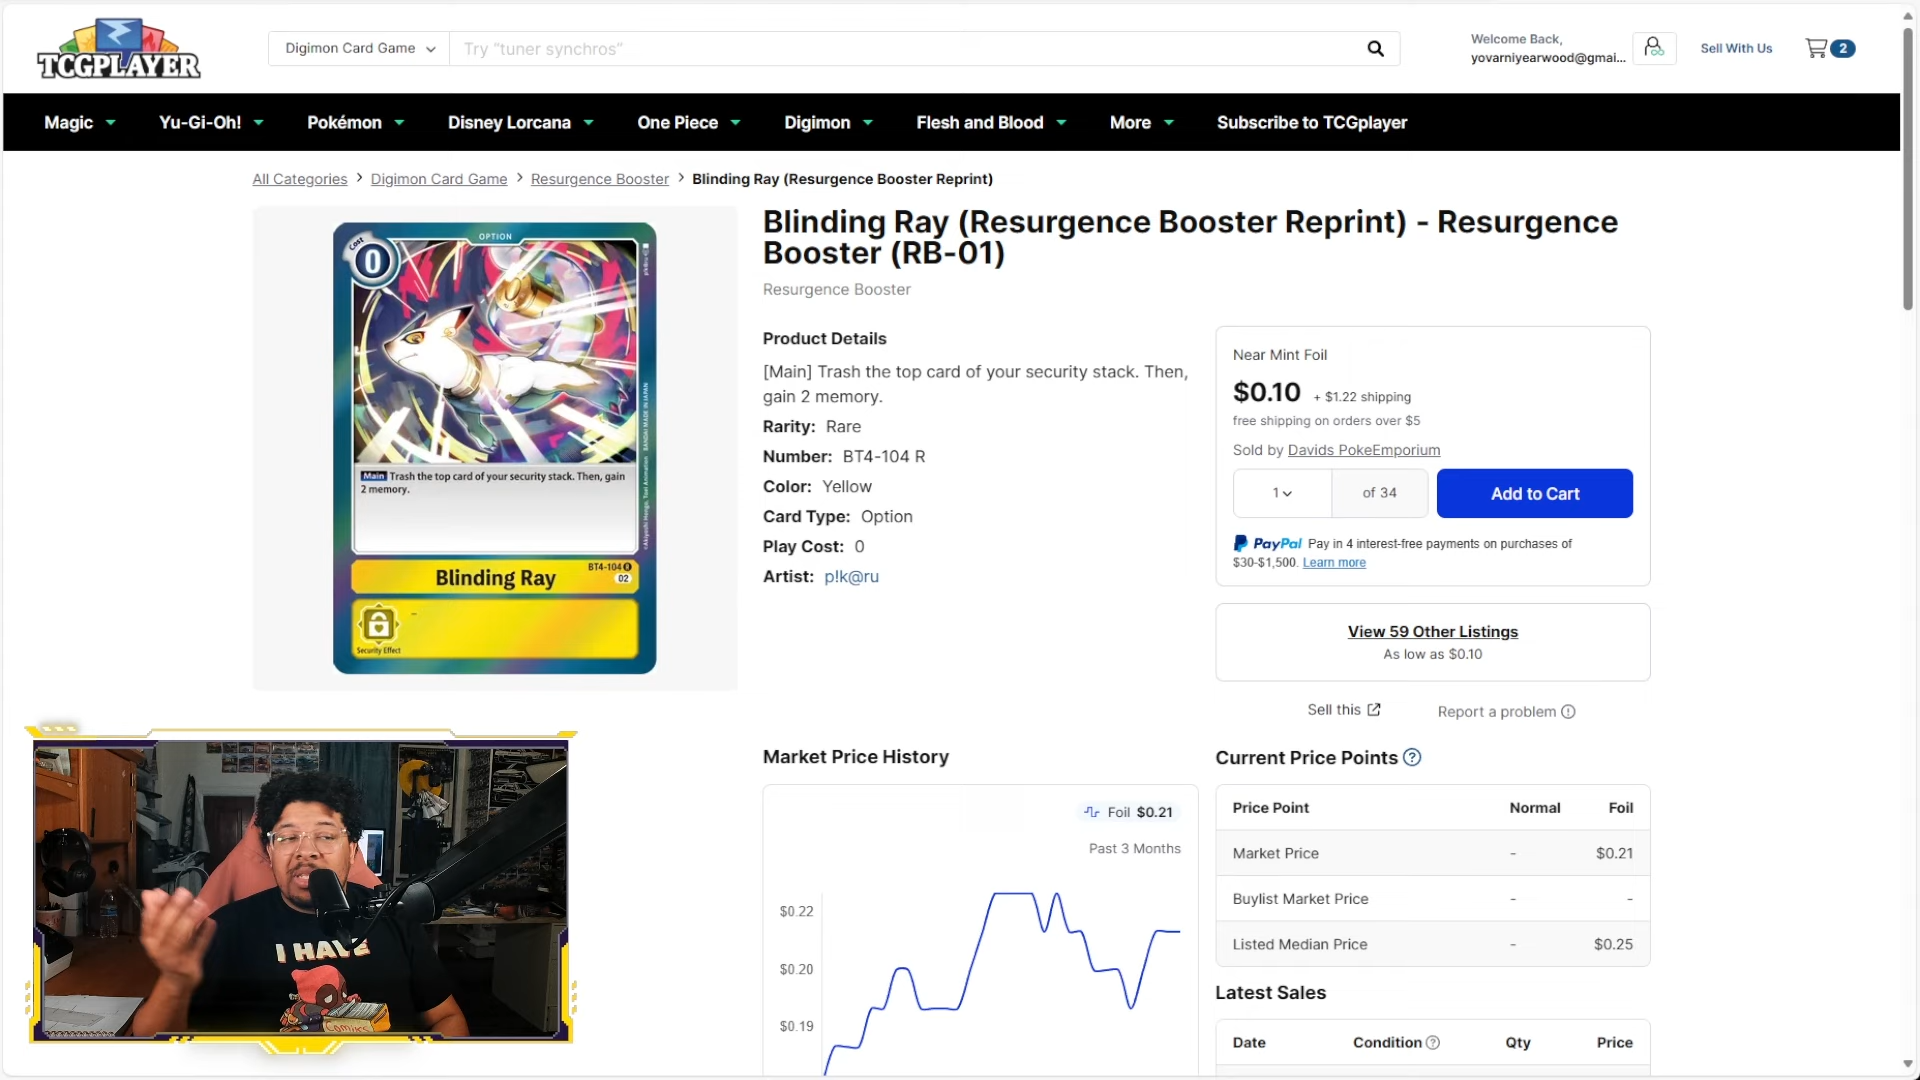 TCGPLAYER
Digimon Card Game
Try "tuner synchros"
Welcome Back,
yovarniyearwood@gmai...
Sell With Us
2
Magic
Yu-Gi-Oh!
Pokémon
Disney Lorcana
One Piece
Digimon
Flesh and Blood
More
Subscribe to TCGplayer
All Categories > Digimon Card Game > Resurgence Booster > Blinding Ray (Resurgence Booster Reprint)
Cost
0
OPTION
Main Trash the top card of your security stack. Then, gain
2 memory.
BT4-104 R
02
Blinding Ray
-
Security Effect
Blinding Ray (Resurgence Booster Reprint) - Resurgence
Booster (RB-01)
Resurgence Booster
Product Details
[Main] Trash the top card of your security stack. Then,
gain 2 memory.
Rarity: Rare
Number: BT4-104 R
Color: Yellow
Card Type: Option
Play Cost: 0
Artist: p!k@ru
Near Mint Foil
$0.10 + $1.22 shipping
free shipping on orders over $5
Sold by Davids PokeEmporium
1
of 34
Add to Cart
PayPal Pay in 4 interest-free payments on purchases of
$30-$1,500. Learn more
View 59 Other Listings
As low as $0.10
Sell this
Report a problem
Market Price History
Foil $0.21
Past 3 Months
$0.22
$0.20
$0.19
Current Price Points
Price Point Normal Foil
Market Price - $0.21
Buylist Market Price - -
Listed Median Price - $0.25
Latest Sales
Date Condition Qty Price
I HAVE
COMICS